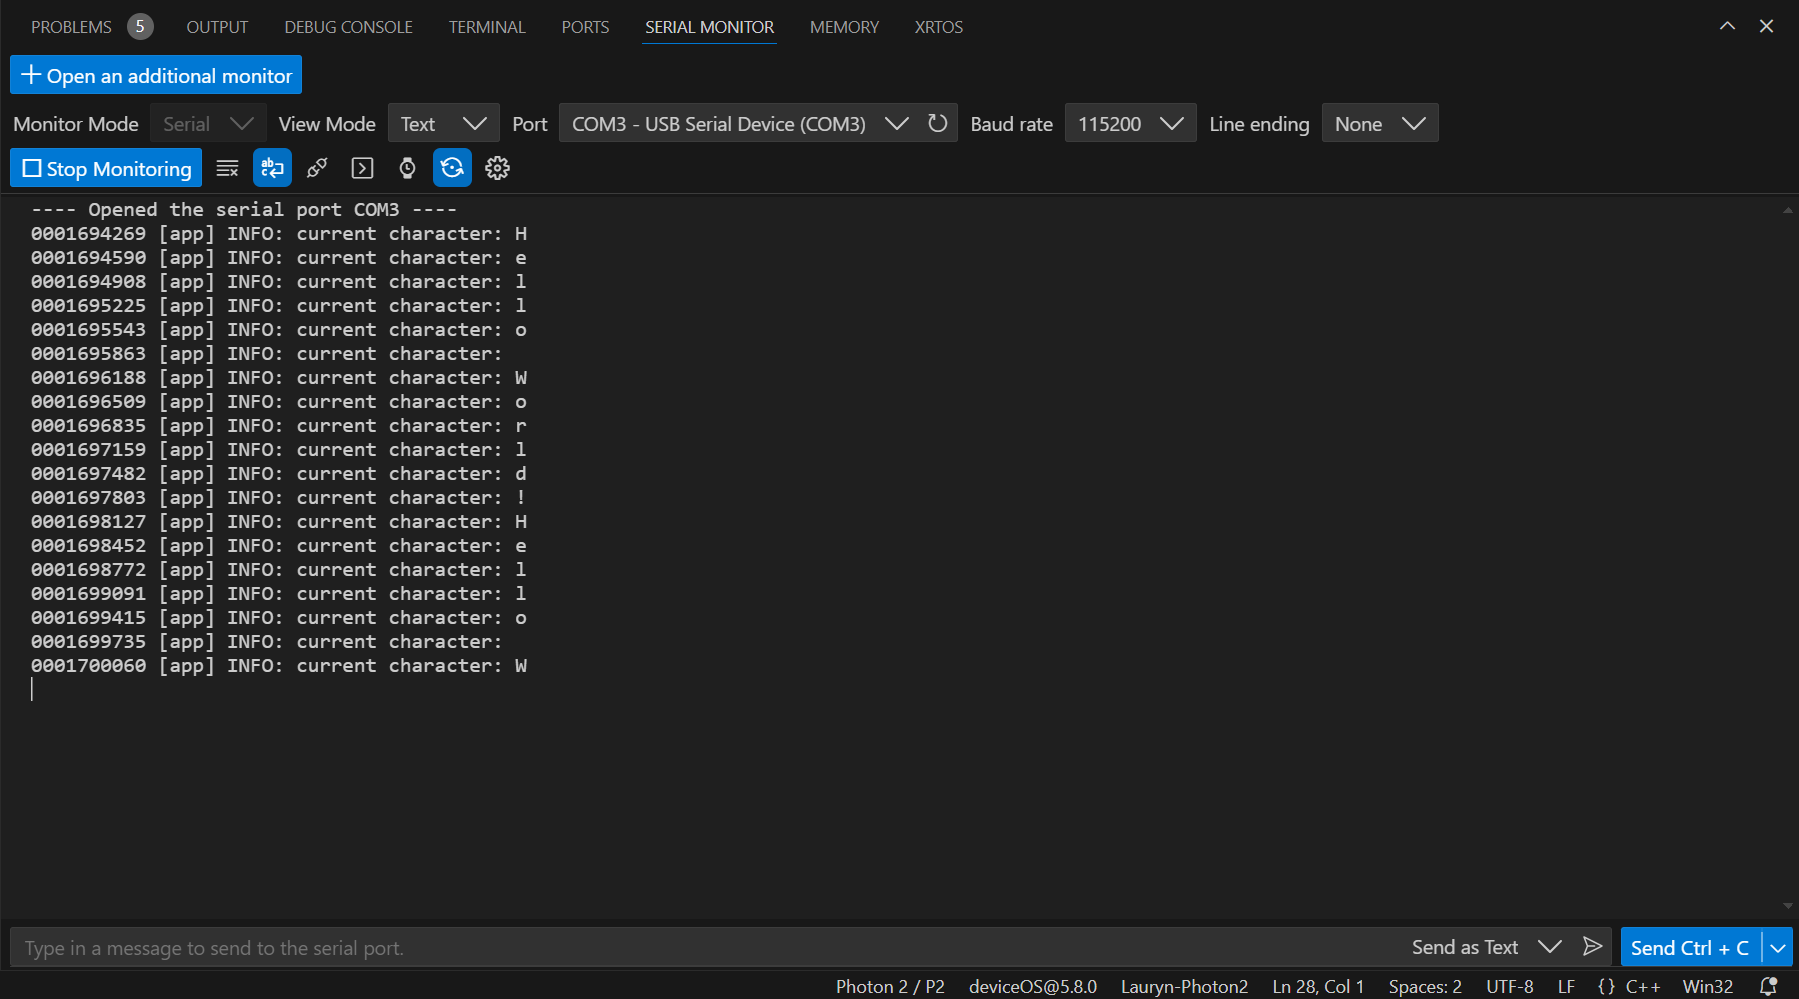 PROBLEMS 5 OUTPUT DEBUG CONSOLE TERMINAL PORTS SERIAL MONITOR MEMORY XRTOS
Open an additional monitor
Monitor Mode Serial View Mode Text Port COM3 - USB Serial Device (COM3) Baud rate 115200 Line ending None
Stop Monitoring
---- Opened the serial port COM3 ----
0001694269 [app] INFO: current character: H
0001694590 [app] INFO: current character: e
0001694908 [app] INFO: current character: l
0001695225 [app] INFO: current character: l
0001695543 [app] INFO: current character: o
0001695863 [app] INFO: current character:
0001696188 [app] INFO: current character: W
0001696509 [app] INFO: current character: o
0001696835 [app] INFO: current character: r
0001697159 [app] INFO: current character: l
0001697482 [app] INFO: current character: d
0001697803 [app] INFO: current character: !
0001698127 [app] INFO: current character: H
0001698452 [app] INFO: current character: e
0001698772 [app] INFO: current character: l
0001699091 [app] INFO: current character: l
0001699415 [app] INFO: current character: o
0001699735 [app] INFO: current character:
0001700060 [app] INFO: current character: W
Type in a message to send to the serial port. Send as Text Send Ctrl + C
Photon 2 / P2 deviceOS@5.8.0 Lauryn-Photon2 Ln 28, Col 1 Spaces: 2 UTF-8 LF {} C++ Win32